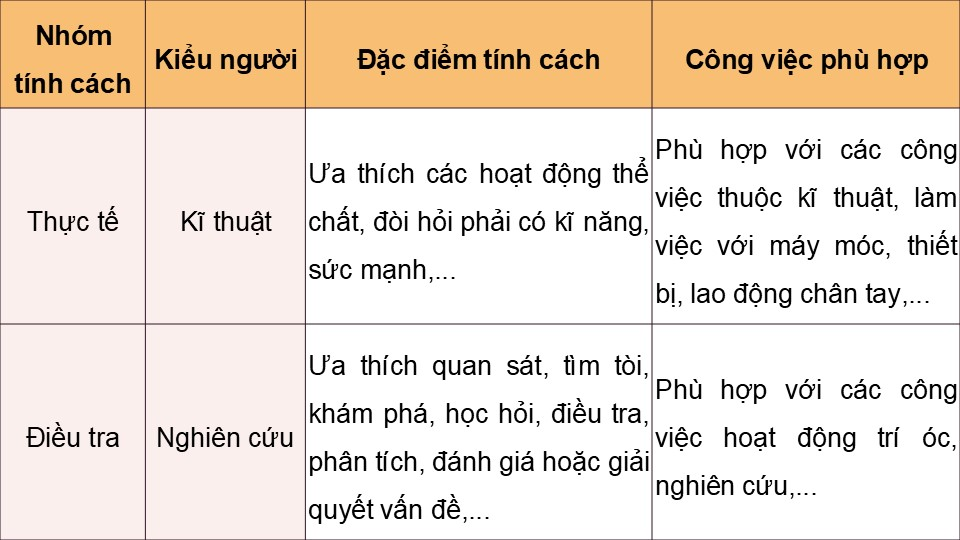 Nhóm
tính cách
Kiểu người
Đặc điểm tính cách
Công việc phù hợp
Thực tế
Kĩ thuật
Ưa thích các hoạt động thể
chất, đòi hỏi phải có kĩ năng,
sức mạnh,...
Phù hợp với các công
việc thuộc kĩ thuật, làm
việc với máy móc, thiết
bị, lao động chân tay,...
Điều tra
Nghiên cứu
Ưa thích quan sát, tìm tòi,
khám phá, học hỏi, điều tra,
phân tích, đánh giá hoặc giải
quyết vấn đề,...
Phù hợp với các công
việc hoạt động trí óc,
nghiên cứu,...